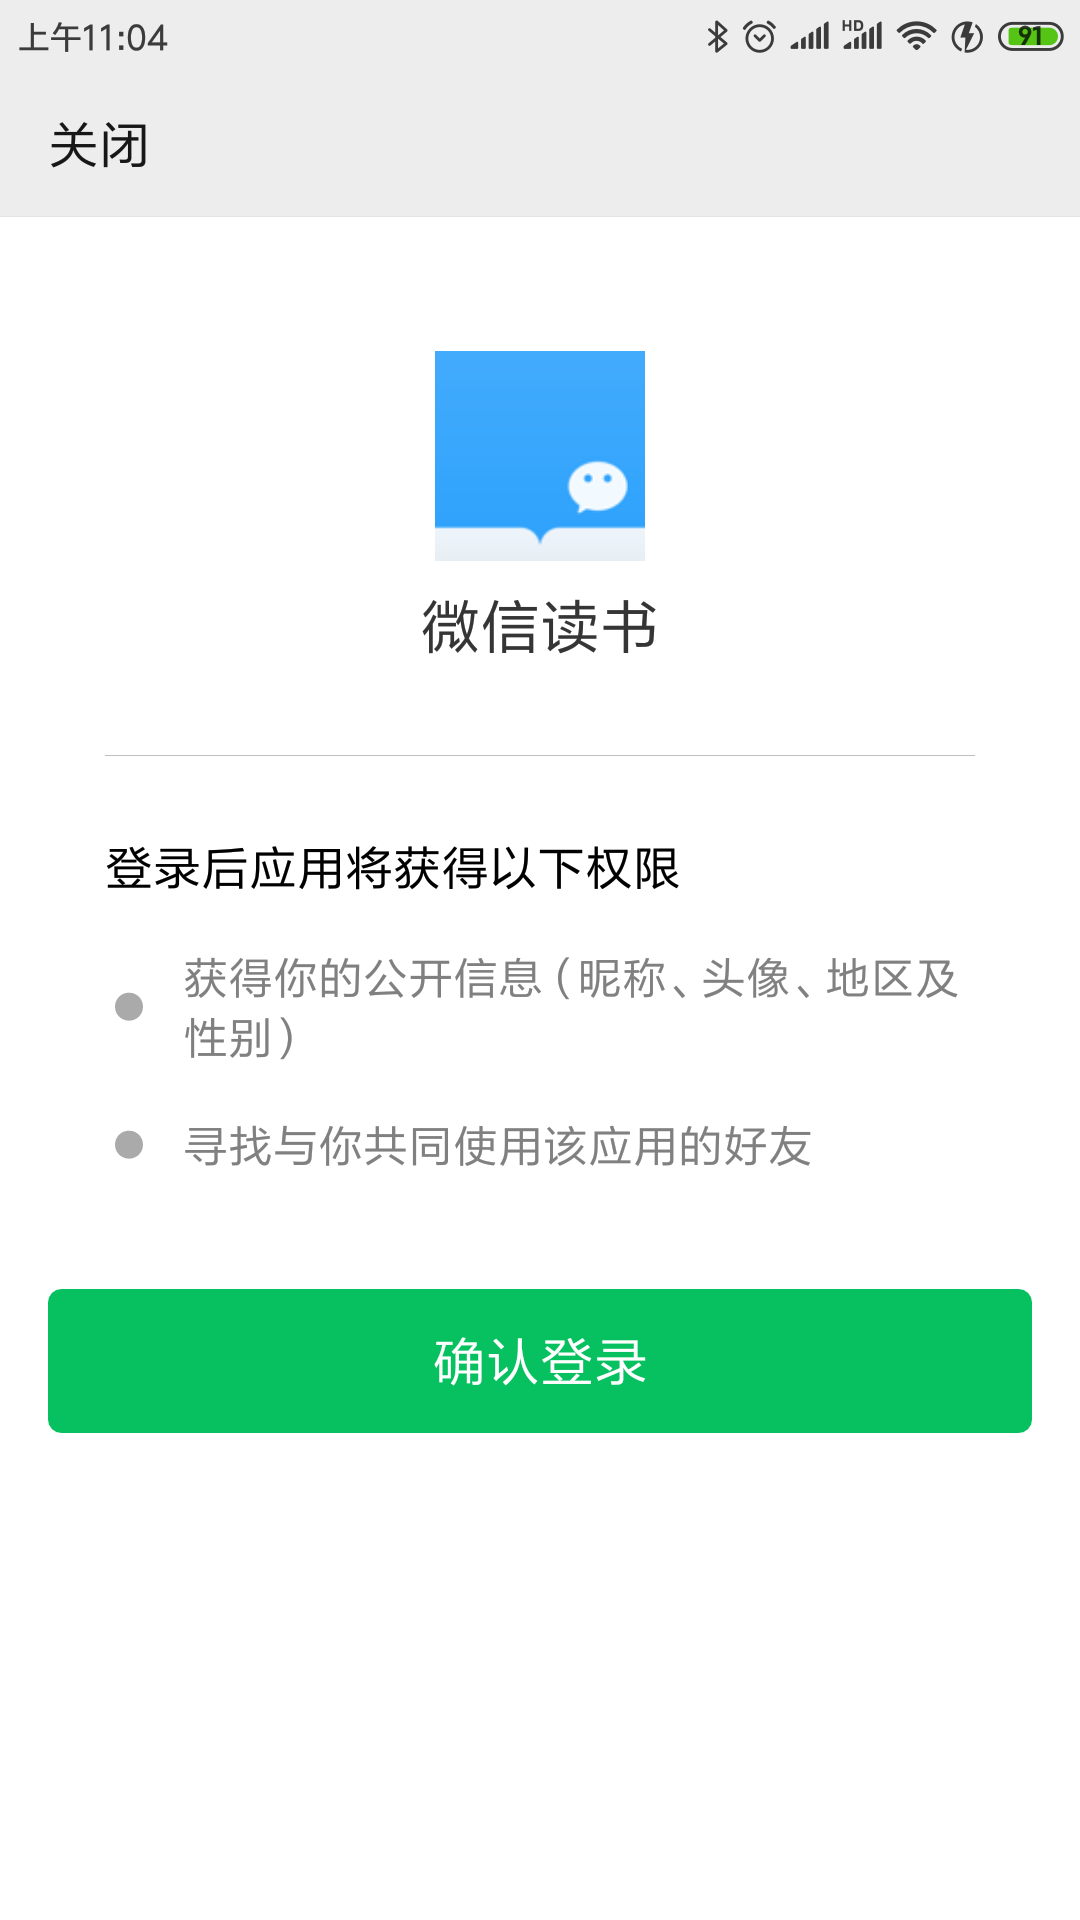 上午11:04
HD
91
关闭
微信读书
登录后应用将获得以下权限
获得你的公开信息（昵称、头像、地区及
性别）
寻找与你共同使用该应用的好友
确认登录